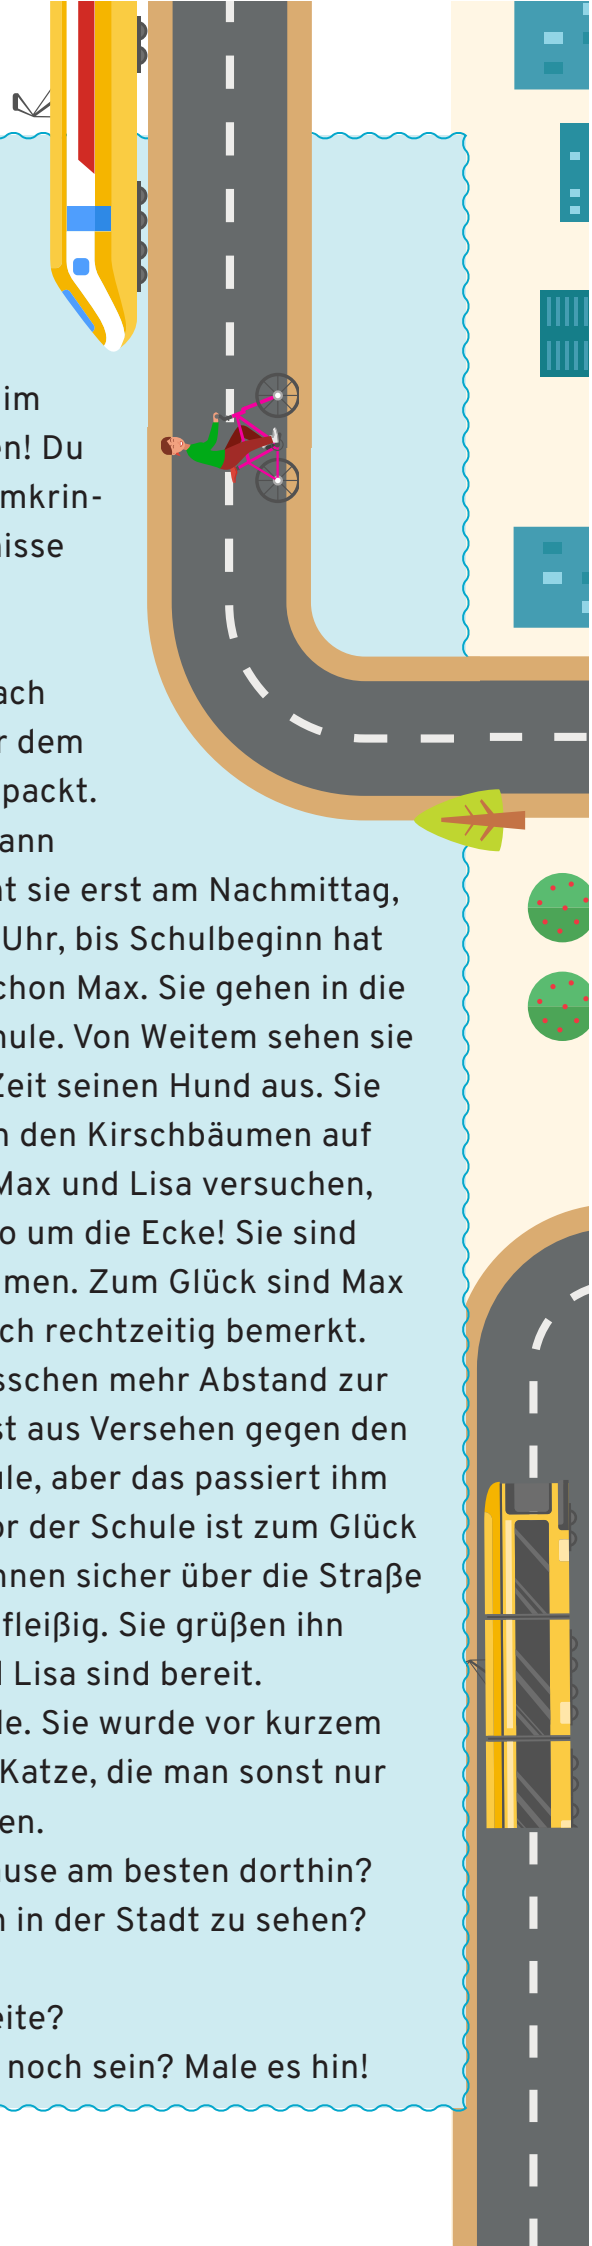 im
n! Du
mkrin-
isse
ach
r dem
packt.
ann
t sie erst am Nachmittag,
Uhr, bis Schulbeginn hat
chon Max. Sie gehen in die
ule. Von Weitem sehen sie
Zeit seinen Hund aus. Sie
n den Kirschbäumen auf
Max und Lisa versuchen,
o um die Ecke! Sie sind
men. Zum Glück sind Max
ch rechtzeitig bemerkt.
sschen mehr Abstand zur
st aus Versehen gegen den
le, aber das passiert ihm
or der Schule ist zum Glück
nnen sicher über die Straße
fleißig. Sie grüßen ihn
Lisa sind bereit.
le. Sie wurde vor kurzem
Katze, die man sonst nur
en.
use am besten dorthin?
n in der Stadt zu sehen?
eite?
noch sein? Male es hin!